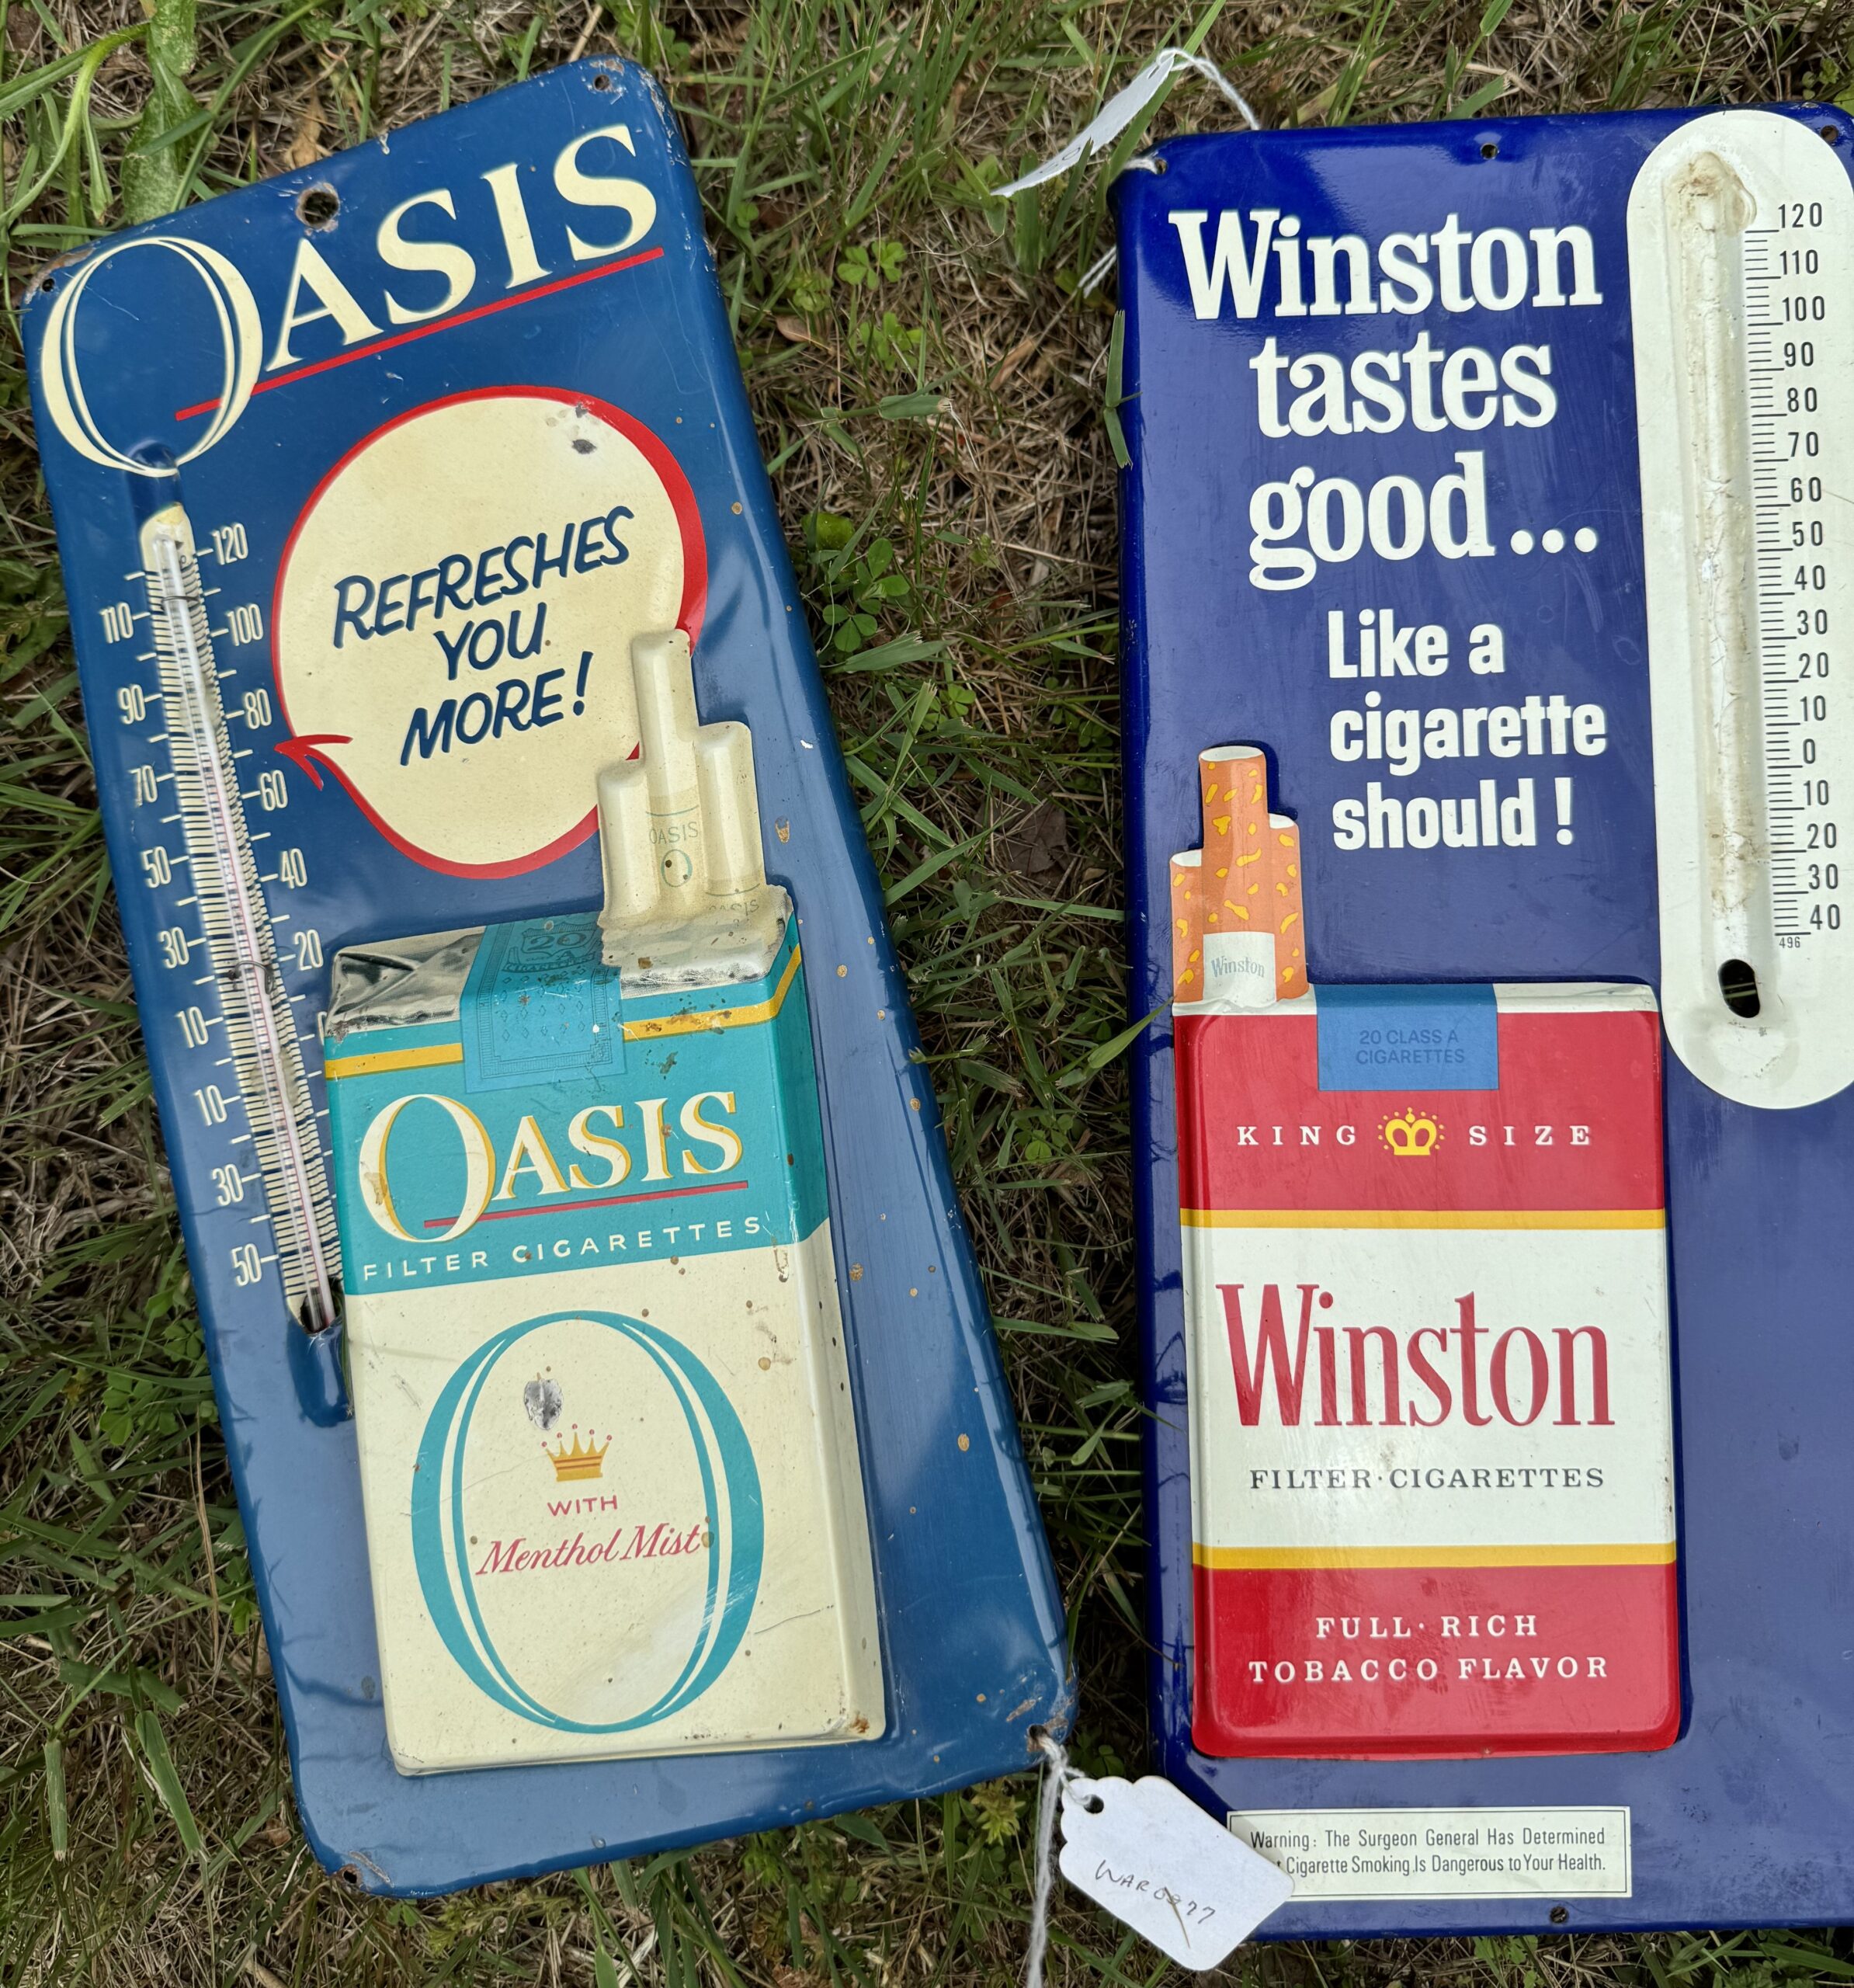 OASIS
REFRESHES
YOU
MORE!
120
110
100
90
80
70
60
50
40
30
20
10
0
10
30
50
OASIS
O
OASIS
20
OASIS
FILTER CIGARETTES
WITH
Menthol Mist
Winston
tastes
good...
Like a
cigarette
should!
120
110
100
90
80
70
60
50
40
30
20
10
0
10
20
30
40
496
Winston
20 CLASS A
CIGARETTES
KING SIZE
Winston
FILTER·CIGARETTES
FULL·RICH
TOBACCO FLAVOR
Warning: The Surgeon General Has Determined
Cigarette Smoking Is Dangerous to Your Health.